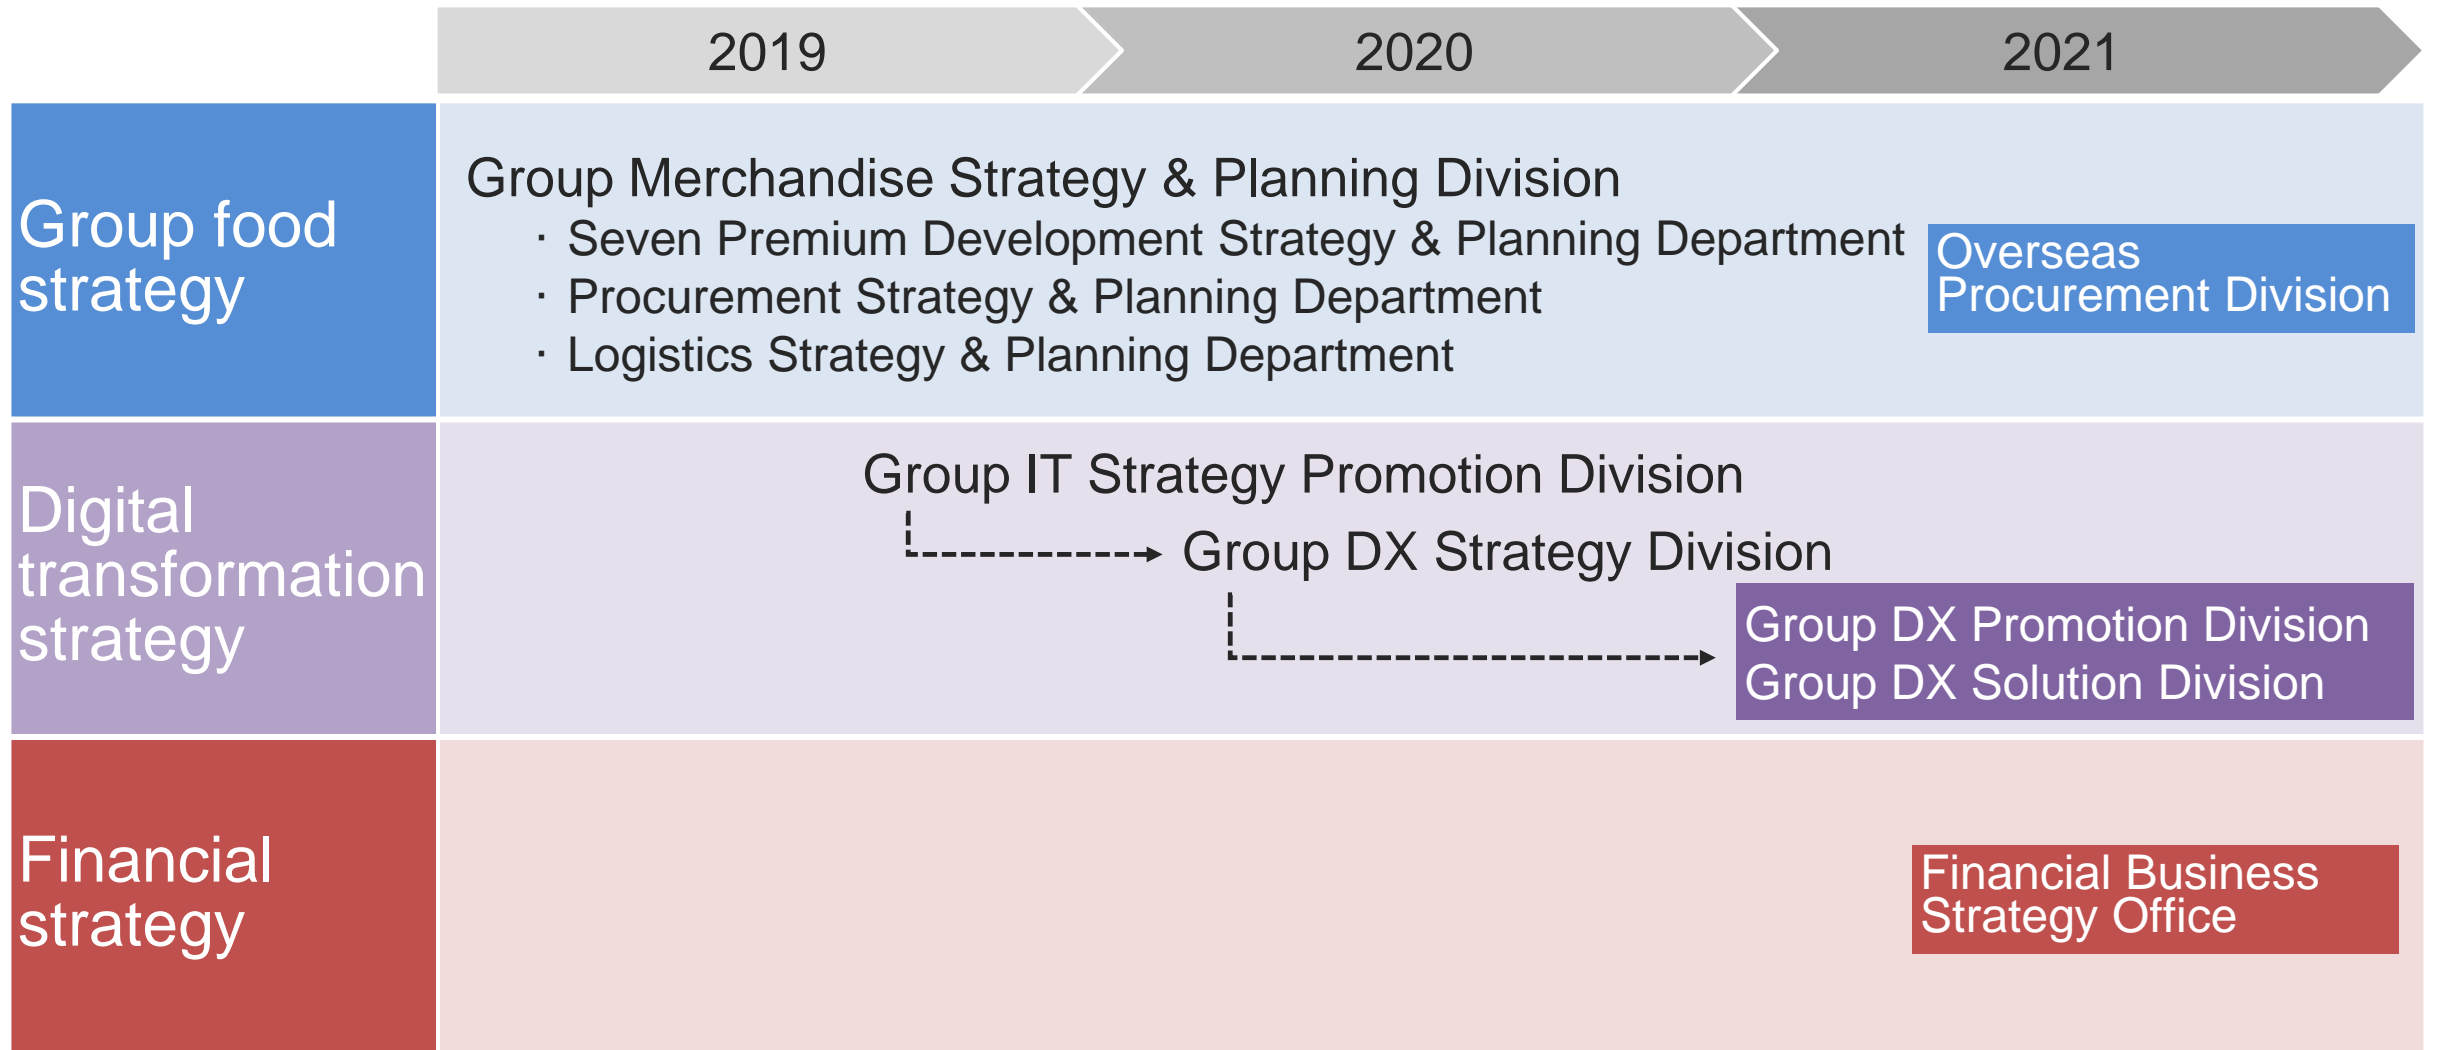 2019
2020
2021
Group food
strategy
Group Merchandise Strategy & Planning Division
· Seven Premium Development Strategy & Planning Department
· Procurement Strategy & Planning Department
· Logistics Strategy & Planning Department
Overseas
Procurement Division
Digital
transformation
strategy
Group IT Strategy Promotion Division
Group DX Strategy Division
Group DX Promotion Division
Group DX Solution Division
Financial
strategy
Financial Business
Strategy Office